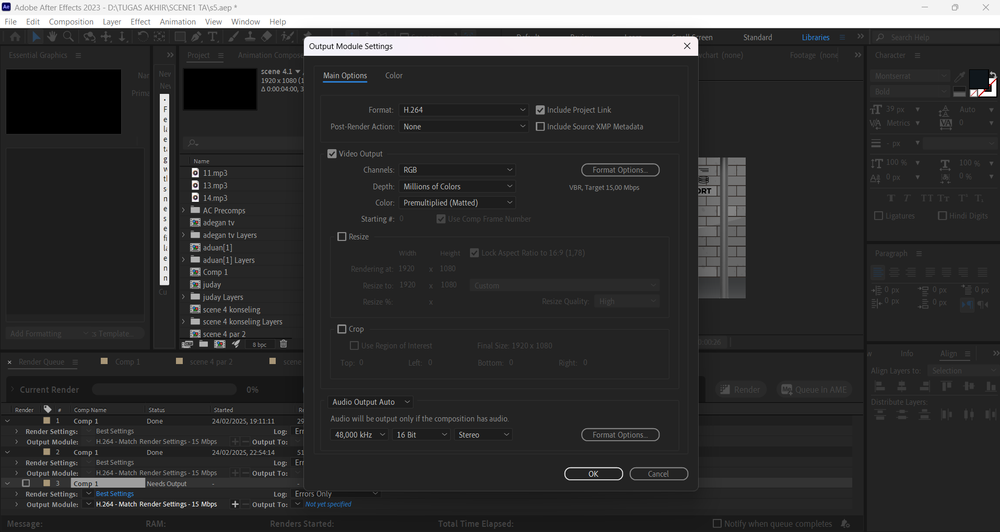 Adobe After Effects 2023 - D:\TUGAS AKHIR\SCENE1 TA\s5.aep *
File Edit Composition Layer Effect Animation View Window Help
Default Review Learn Small Screen Standard Libraries Search Help
Output Module Settings
Essential Graphics
Project
Animation Compose
chart (none)
Footage (none
Character
scene 4.1
1920 x 1080 (1
Δ 0:00:04:00, 3
Main Options Color
Montserrat
Bold
39 px Auto
Metrics 0
- px
100 % 100 %
0 px 0 %
Ligatures Hindi Digits
Format: H.264 Include Project Link
Post-Render Action: None Include Source XMP Metadata
Video Output
Channels: RGB Format Options...
Depth: Millions of Colors VBR, Target 15,00 Mbps
Color: Premultiplied (Matted)
Starting #: 0 Use Comp Frame Number
Resize
Width Height Lock Aspect Ratio to 16:9 (1,78)
Rendering at: 1920 x 1080
Resize to: 1920 x 1080 Custom
Resize %: x Resize Quality: High
Crop
Use Region of Interest Final Size: 1920 x 1080
Top: 0 Left: 0 Bottom: 0 Right: 0
Audio Output Auto
Audio will be output only if the composition has audio.
48,000 kHz 16 Bit Stereo Format Options...
OK Cancel
Name
11.mp3
13.mp3
14.mp3
AC Precomps
adegan tv
adegan tv Layers
aduan[1]
aduan[1] Layers
Comp 1
juday
juday Layers
scene 4 konseling
scene 4 konseling Layers
scene 4 par 2
8 bpc
Add Formatting
s Template...
Paragraph
0 px 0 px 0 px
0 px 0 px
0:00:26
Info Align
Align Layers to: Selection
Distribute Layers:
Render Queue Comp 1 scene 4 par 2 scene
Current Render 0% Render Queue in AME
Render # Comp Name Status Started
1 Comp 1 Done 24/02/2025, 19:11:11 29
Render Settings: Best Settings Log: Err
Output Module: H.264 - Match Render Settings - 15 Mbps Output To:
2 Comp 1 Done 24/02/2025, 22:54:14 51
Render Settings: Best Settings Log: Err
Output Module: H.264 - Match Render Settings - 15 Mbps Output To:
3 Comp 1 Needs Output - -
Render Settings: Best Settings Log: Errors Only
Output Module: H.264 - Match Render Settings - 15 Mbps Output To: Not yet specified
Message: RAM: Renders Started: Total Time Elapsed: Notify when queue completes